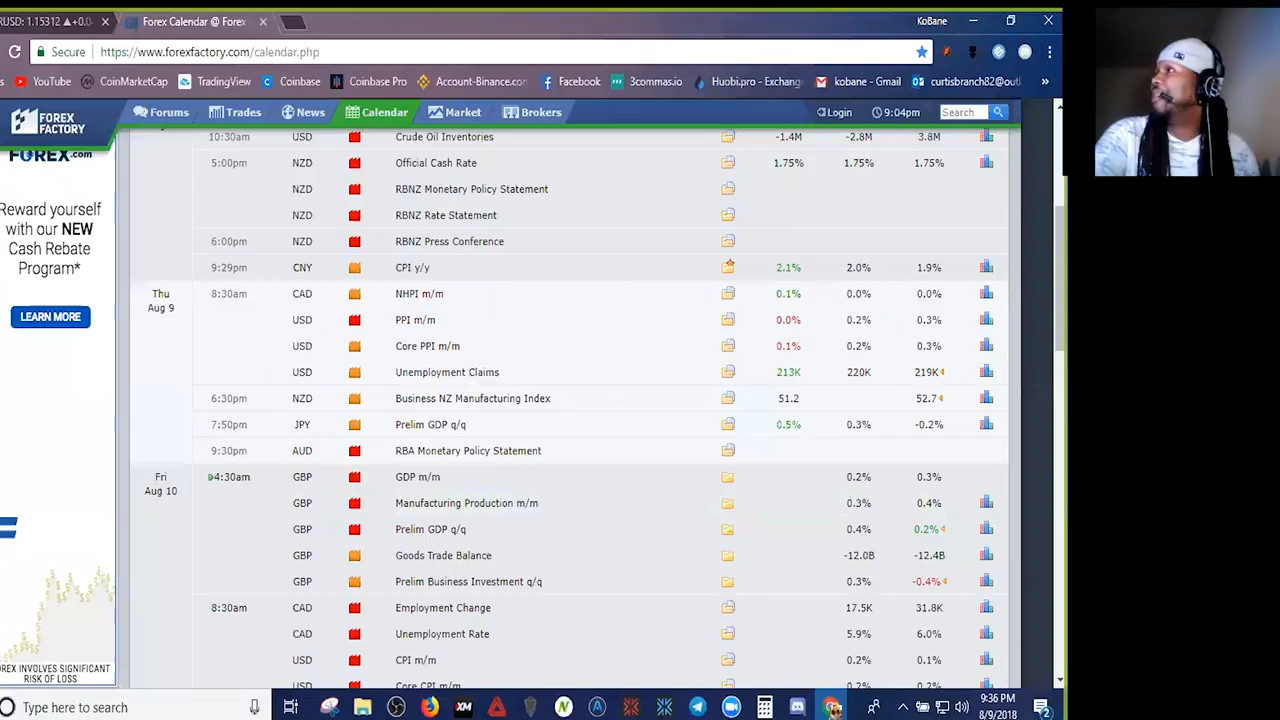 RUSD: 1.15312 ▲+0.0
Forex Calendar @ Forex
KoBane
Secure https://www.forexfactory.com/calendar.php
YouTube CoinMarketCap TradingView Coinbase Coinbase Pro Account-Binance.com Facebook 3commas.io Huobi.pro - Exchang kobane - Gmail curtisbranch82@outl
FOREX FACTORY
Forums Trades News Calendar Market Brokers Login 9:04pm Search
FOREX.com
Reward yourself
with our NEW
Cash Rebate
Program*
LEARN MORE
FOREX INVOLVES SIGNIFICANT
RISK OF LOSS
10:30am USD Crude Oil Inventories -1.4M -2.8M 3.8M
5:00pm NZD Official Cash Rate 1.75% 1.75% 1.75%
NZD RBNZ Monetary Policy Statement
NZD RBNZ Rate Statement
6:00pm NZD RBNZ Press Conference
9:29pm CNY CPI y/y 2.1% 2.0% 1.9%
Thu Aug 9 8:30am CAD NHPI m/m 0.1% 0.0% 0.0%
USD PPI m/m 0.0% 0.2% 0.3%
USD Core PPI m/m 0.1% 0.2% 0.3%
USD Unemployment Claims 213K 220K 219K
6:30pm NZD Business NZ Manufacturing Index 51.2 52.7
7:50pm JPY Prelim GDP q/q 0.5% 0.3% -0.2%
9:30pm AUD RBA Monetary Policy Statement
Fri Aug 10 4:30am GBP GDP m/m 0.2% 0.3%
GBP Manufacturing Production m/m 0.3% 0.4%
GBP Prelim GDP q/q 0.4% 0.2%
GBP Goods Trade Balance -12.0B -12.4B
GBP Prelim Business Investment q/q 0.3% -0.4%
8:30am CAD Employment Change 17.5K 31.8K
CAD Unemployment Rate 5.9% 6.0%
USD CPI m/m 0.2% 0.1%
USD Core CPI m/m 0.2% 0.2%
Type here to search
XM
9:36 PM
8/9/2018
2